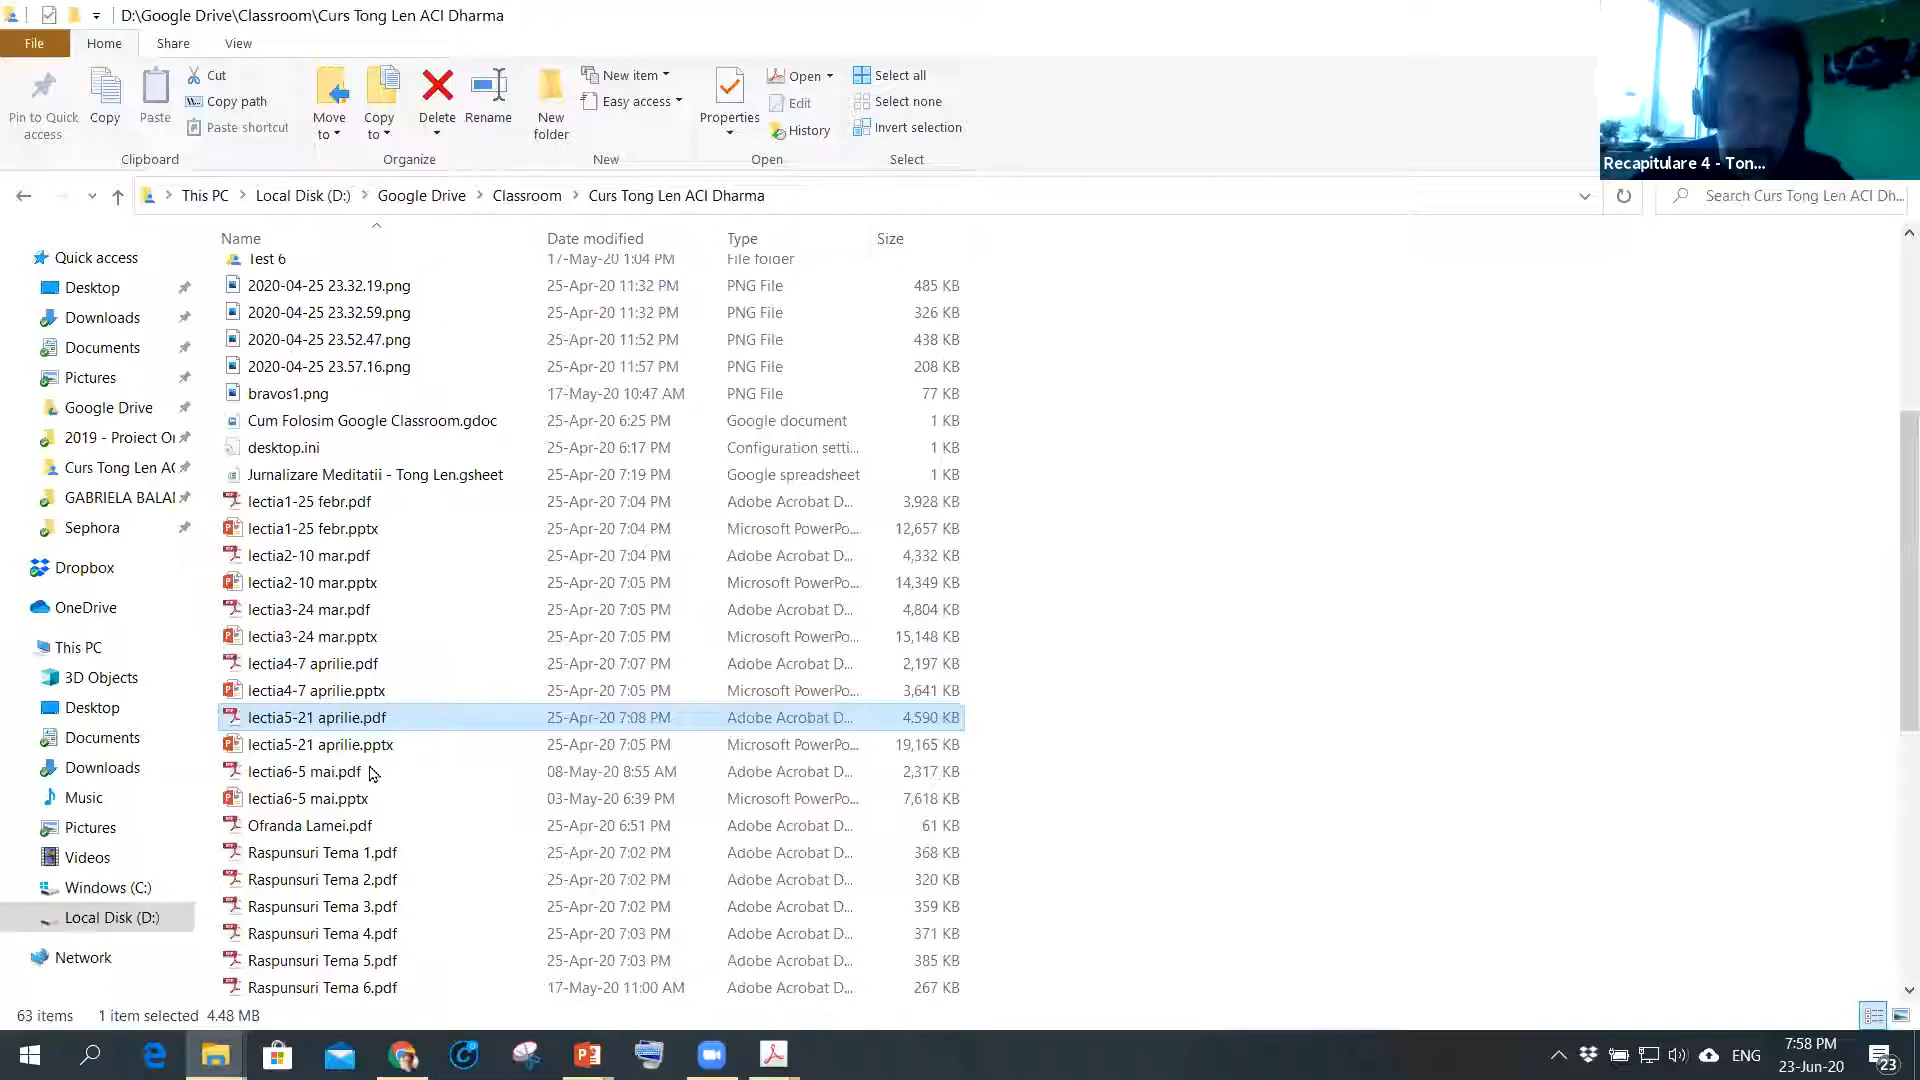 D:\Google Drive\Classroom\Curs Tong Len ACI Dharma
File Home Share View
Pin to Quick access
Copy
Paste
Cut
Copy path
Paste shortcut
Clipboard
Move to
Copy to
Delete
Rename
Organize
New folder
New item
Easy access
New
Properties
Open
Edit
History
Open
Select all
Select none
Invert selection
Select
Recapitulare 4 - Ton...
This PC Local Disk (D:) Google Drive Classroom Curs Tong Len ACI Dharma
Search Curs Tong Len ACI Dh...
Quick access
Desktop
Downloads
Documents
Pictures
Google Drive
2019 - Proiect O
Curs Tong Len AC
GABRIELA BALA
Sephora
Dropbox
OneDrive
This PC
3D Objects
Desktop
Documents
Downloads
Music
Pictures
Videos
Windows (C:)
Local Disk (D:)
Network
Name Date modified Type Size
Test 6 17-May-20 1:04 PM File folder
2020-04-25 23.32.19.png 25-Apr-20 11:32 PM PNG File 485 KB
2020-04-25 23.32.59.png 25-Apr-20 11:32 PM PNG File 326 KB
2020-04-25 23.52.47.png 25-Apr-20 11:52 PM PNG File 438 KB
2020-04-25 23.57.16.png 25-Apr-20 11:57 PM PNG File 208 KB
bravos1.png 17-May-20 10:47 AM PNG File 77 KB
Cum Folosim Google Classroom.gdoc 25-Apr-20 6:25 PM Google document 1 KB
desktop.ini 25-Apr-20 6:17 PM Configuration setti... 1 KB
Jurnalizare Meditatii - Tong Len.gsheet 25-Apr-20 7:19 PM Google spreadsheet 1 KB
lectia1-25 febr.pdf 25-Apr-20 7:04 PM Adobe Acrobat D... 3,928 KB
lectia1-25 febr.pptx 25-Apr-20 7:04 PM Microsoft PowerPo... 12,657 KB
lectia2-10 mar.pdf 25-Apr-20 7:04 PM Adobe Acrobat D... 4,332 KB
lectia2-10 mar.pptx 25-Apr-20 7:05 PM Microsoft PowerPo... 14,349 KB
lectia3-24 mar.pdf 25-Apr-20 7:05 PM Adobe Acrobat D... 4,804 KB
lectia3-24 mar.pptx 25-Apr-20 7:05 PM Microsoft PowerPo... 15,148 KB
lectia4-7 aprilie.pdf 25-Apr-20 7:07 PM Adobe Acrobat D... 2,197 KB
lectia4-7 aprilie.pptx 25-Apr-20 7:05 PM Microsoft PowerPo... 3,641 KB
lectia5-21 aprilie.pdf 25-Apr-20 7:08 PM Adobe Acrobat D... 4,590 KB
lectia5-21 aprilie.pptx 25-Apr-20 7:05 PM Microsoft PowerPo... 19,165 KB
lectia6-5 mai.pdf 08-May-20 8:55 AM Adobe Acrobat D... 2,317 KB
lectia6-5 mai.pptx 03-May-20 6:39 PM Microsoft PowerPo... 7,618 KB
Ofranda Lamei.pdf 25-Apr-20 6:51 PM Adobe Acrobat D... 61 KB
Raspunsuri Tema 1.pdf 25-Apr-20 7:02 PM Adobe Acrobat D... 368 KB
Raspunsuri Tema 2.pdf 25-Apr-20 7:02 PM Adobe Acrobat D... 320 KB
Raspunsuri Tema 3.pdf 25-Apr-20 7:02 PM Adobe Acrobat D... 359 KB
Raspunsuri Tema 4.pdf 25-Apr-20 7:03 PM Adobe Acrobat D... 371 KB
Raspunsuri Tema 5.pdf 25-Apr-20 7:03 PM Adobe Acrobat D... 385 KB
Raspunsuri Tema 6.pdf 17-May-20 11:00 AM Adobe Acrobat D... 267 KB
63 items 1 item selected 4.48 MB
ENG
7:58 PM
23-Jun-20
23